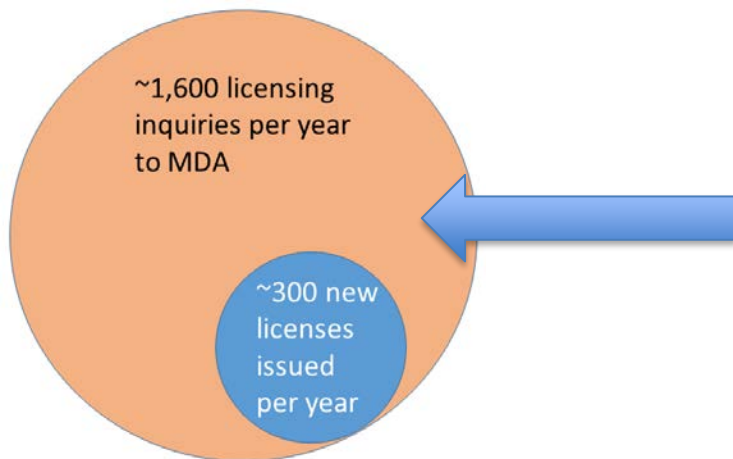 ~1,600 licensing
inquiries per year
to MDA
~300 new
licenses
issued
per year